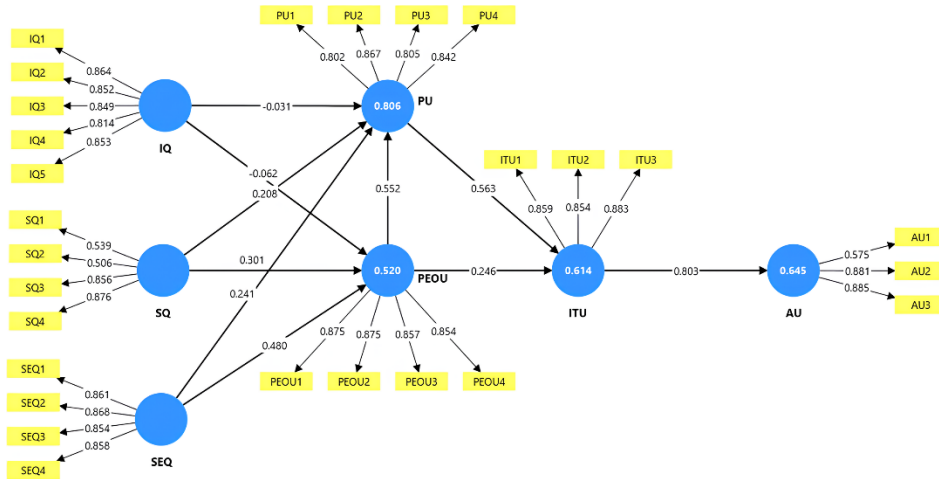 PU1
PU2
PU3
PU4
IQ1
IQ2
IQ3
IQ4
IQ5
0.864
0.852
0.849
0.814
0.853
IQ
0.802
0.867
0.805
0.842
0.806
PU
-0.031
-0.062
0.208
0.552
0.563
ITU1
ITU2
ITU3
0.859
0.854
0.883
SQ1
SQ2
SQ3
SQ4
0.539
0.506
0.856
0.876
SQ
0.301
0.241
0.480
0.520
PEOU
0.246
0.614
ITU
0.803
0.645
AU
0.575
0.881
0.885
AU1
AU2
AU3
0.875
0.875
0.857
0.854
PEOU1
PEOU2
PEOU3
PEOU4
SEQ1
SEQ2
SEQ3
SEQ4
0.861
0.868
0.854
0.858
SEQ